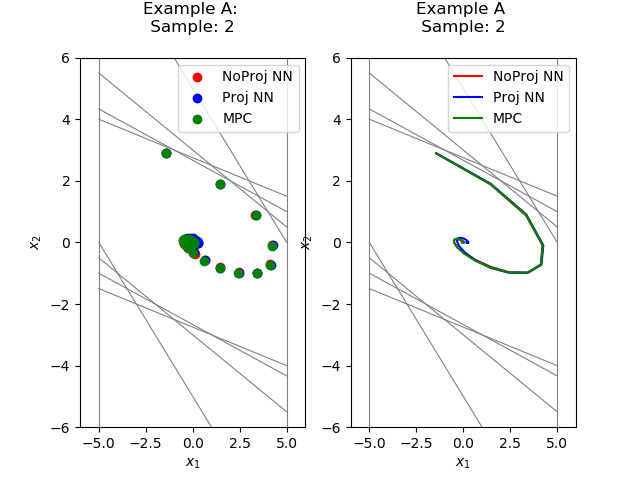 Example A:
Sample: 2
NoProj NN
Proj NN
MPC
6
4
2
0
−2
−4
−6
x₂
−5.0
−2.5
0.0
2.5
5.0
x₁
Example A
Sample: 2
NoProj NN
Proj NN
MPC
6
4
2
0
−2
−4
−6
x₂
−5.0
−2.5
0.0
2.5
5.0
x₁